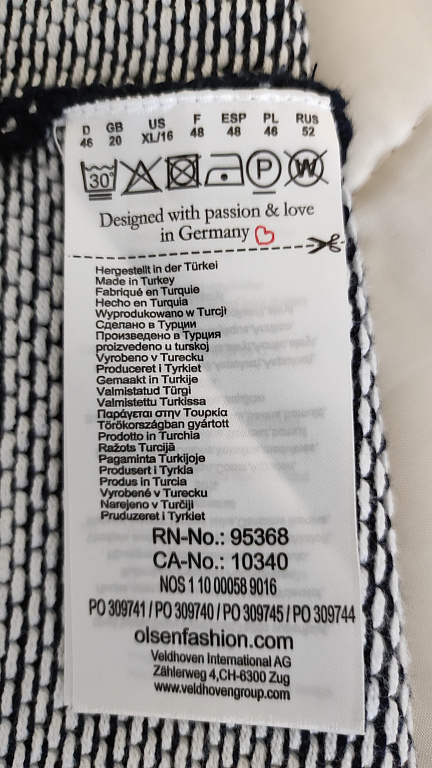 D GB US F ESP PL RUS
46 20 XL/16 48 48 46 52
30° P W
Designed with passion & love
in Germany
Hergestellt in der Türkei
Made in Turkey
Fabriqué en Turquie
Hecho en Turquia
Wyprodukowano w Turcji
Сделано в Турции
Произведено в Турция
proizvedeno u turskoj
Vyrobeno v Turecku
Produceret i Tyrkiet
Gemaakt in Turkije
Valmistatud Türgi
Valmistettu Turkissa
Παράγεται στην Τουρκία
Törökországban gyártott
Prodotto in Turchia
Ražots Turcijā
Pagaminta Turkijoje
Produsert i Tyrkia
Produs in Turcia
Vyrobené v Turecku
Narejeno v Turčiji
Pruduzeret i Tyrkiet
RN-No.: 95368
CA-No.: 10340
NOS 1 10 00058 9016
PO 309741 / PO 309740 / PO 309745 / PO 309744
olsenfashion.com
Veldhoven International AG
Zählerweg 4,CH-6300 Zug
www.veldhovengroup.com